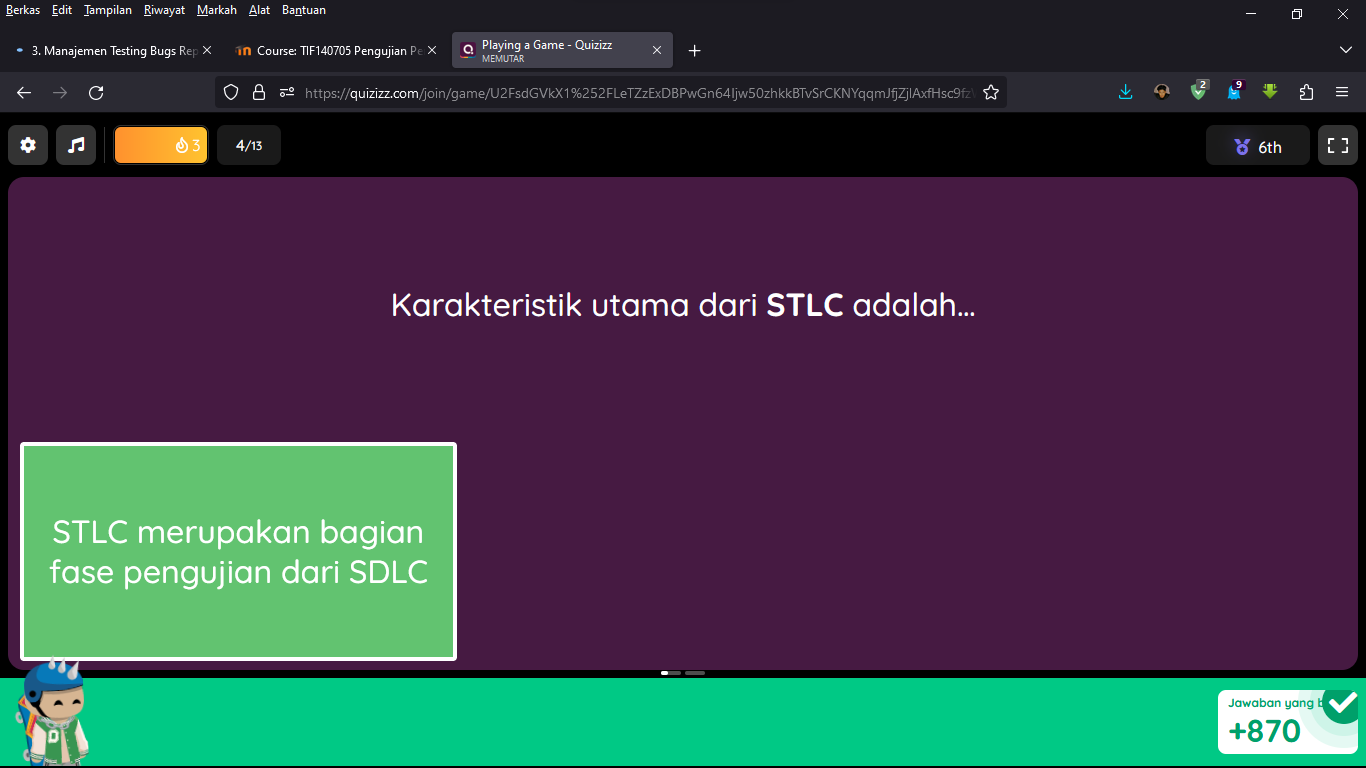 Berkas Edit Tampilan Riwayat Markah Alat Bantuan
3. Manajemen Testing Bugs Rep
Course: TIF140705 Pengujian Pe
Playing a Game - Quizizz
MEMUTAR
https://quizizz.com/join/game/
2
9
3
4/13
6th
Karakteristik utama dari STLC adalah...
STLC merupakan bagian
fase pengujian dari SDLC
D
Jawaban yang b
+870